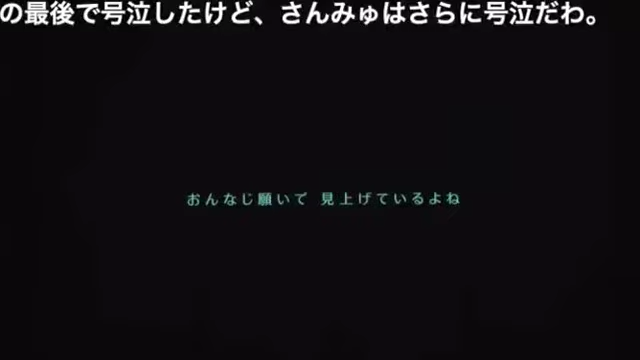 の最後で号泣したけど、さんみゅはさらに号泣だわ。
おんなじ願いで 見上げているよね